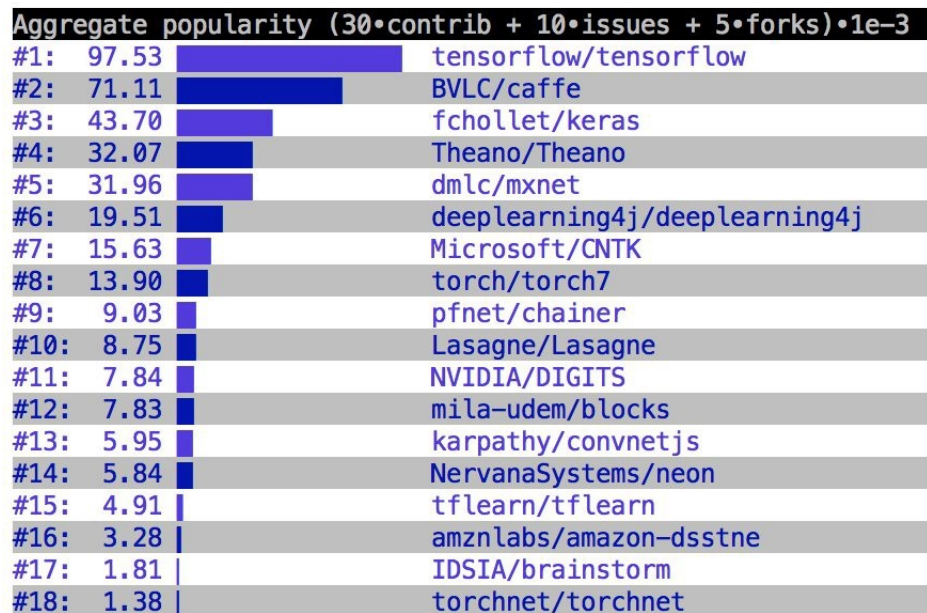 Aggregate popularity (30•contrib + 10•issues + 5•forks)•1e-3
#1: 97.53 tensorflow/tensorflow
#2: 71.11 BVLC/caffe
#3: 43.70 fchollet/keras
#4: 32.07 Theano/Theano
#5: 31.96 dmlc/mxnet
#6: 19.51 deeplearning4j/deeplearning4j
#7: 15.63 Microsoft/CNTK
#8: 13.90 torch/torch7
#9: 9.03 pfnet/chainer
#10: 8.75 Lasagne/Lasagne
#11: 7.84 NVIDIA/DIGITS
#12: 7.83 mila-udem/blocks
#13: 5.95 karpathy/convnetjs
#14: 5.84 NervanaSystems/neon
#15: 4.91 tflearn/tflearn
#16: 3.28 amznlabs/amazon-dsstne
#17: 1.81 IDSIA/brainstorm
#18: 1.38 torchnet/torchnet